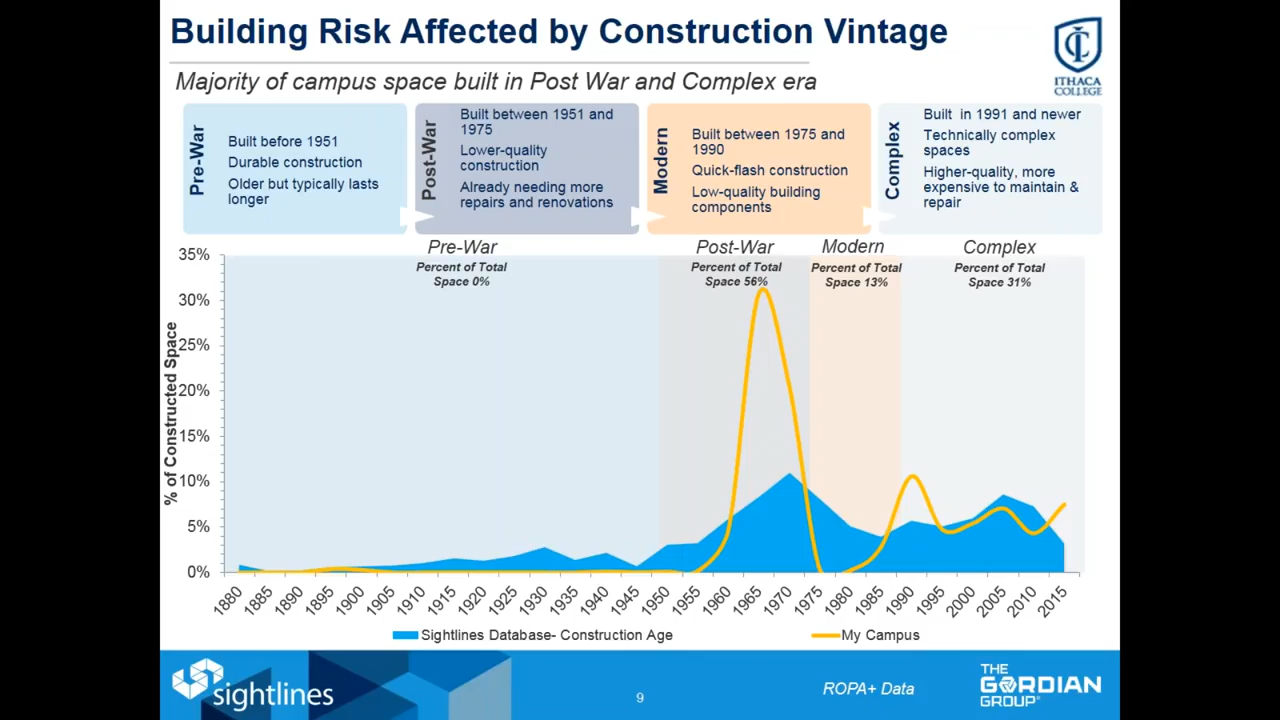 Building Risk Affected by Construction Vintage
Majority of campus space built in Post War and Complex era
ITHACA
COLLEGE
Pre-War
Built before 1951
Durable construction
Older but typically lasts
longer
Post-War
Built between 1951 and
1975
Lower-quality
construction
Already needing more
repairs and renovations
Modern
Built between 1975 and
1990
Quick-flash construction
Low-quality building
components
Complex
Built in 1991 and newer
Technically complex
spaces
Higher-quality, more
expensive to maintain &
repair
Pre-War
Percent of Total
Space 0%
Post-War
Percent of Total
Space 56%
Modern
Percent of Total
Space 13%
Complex
Percent of Total
Space 31%
% of Constructed Space
35%
30%
25%
20%
15%
10%
5%
0%
1880 1885 1890 1895 1900 1905 1910 1915 1920 1925 1930 1935 1940 1945 1950 1955 1960 1965 1970 1975 1980 1985 1990 1995 2000 2005 2010 2015
Sightlines Database- Construction Age
My Campus
sightlines
9
ROPA+ Data
THE
GORDIAN
GROUP